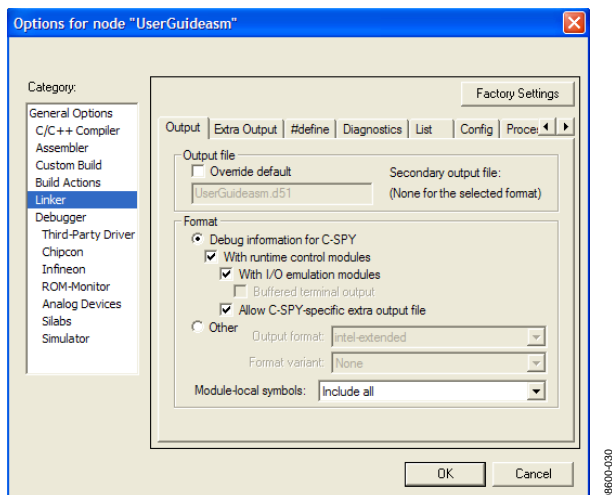 Options for node "UserGuideasm"
Category:
General Options
C/C++ Compiler
Assembler
Custom Build
Build Actions
Linker
Debugger
Third-Party Driver
Chipcon
Infineon
ROM-Monitor
Analog Devices
Silabs
Simulator
Factory Settings
Output Extra Output #define Diagnostics List Config
Output file
Override default
UserGuideasm.d51
Secondary output file:
(None for the selected format)
Format
Debug information for C-SPY
With runtime control modules
With I/O emulation modules
Buffered terminal output
Allow C-SPY-specific extra output file
Other
Output format: intel-extended
Format variant: None
Module-local symbols: Include all
OK Cancel
8600-030